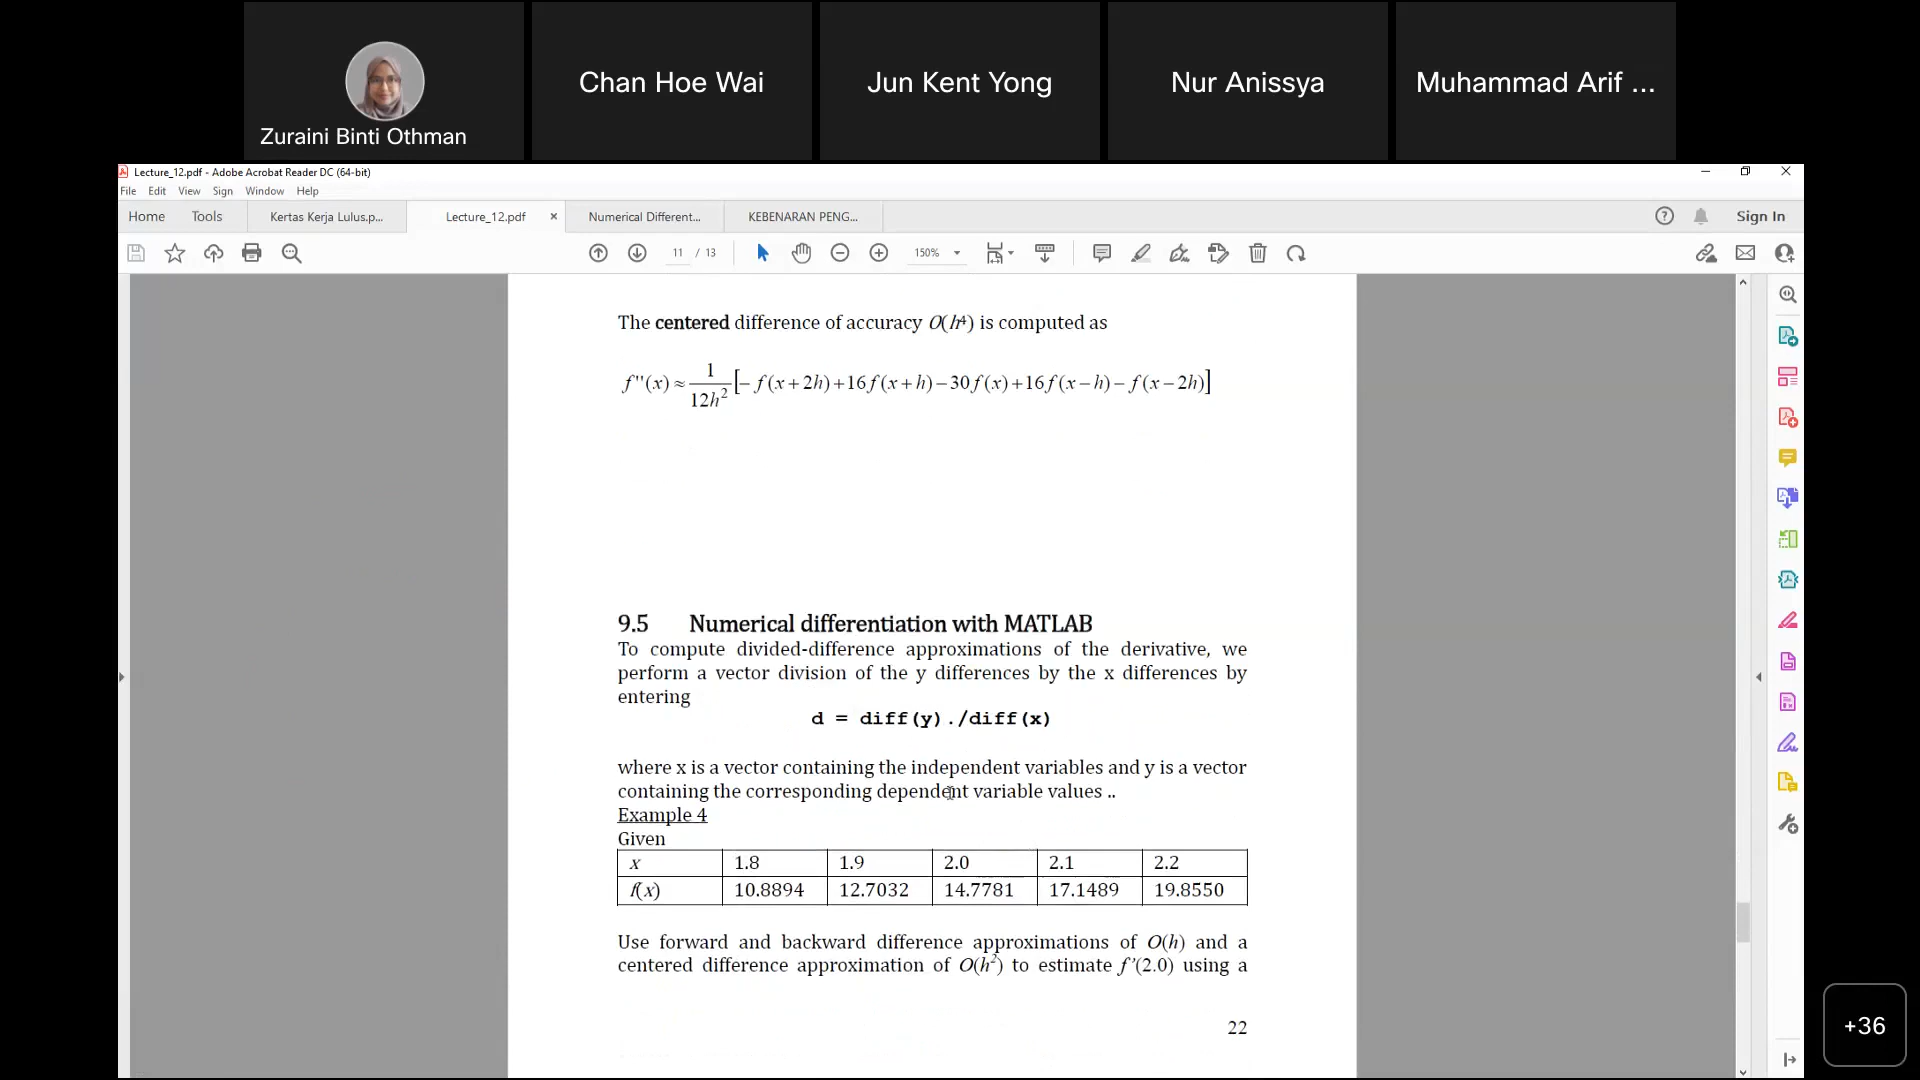 Zuraini Binti Othman
Chan Hoe Wai
Jun Kent Yong
Nur Anissya
Muhammad Arif ...
Lecture_12.pdf - Adobe Acrobat Reader DC (64-bit)
File Edit View Sign Window Help
Home Tools Kertas Kerja Lulus.p... Lecture_12.pdf × Numerical Different... KEBENARAN PENG... Sign In
11 / 13 150%
The centered difference of accuracy O(h⁴) is computed as
f''(x) ≈ 1/12h² [− f(x + 2h) + 16f(x + h) − 30f(x) + 16f(x − h) − f(x − 2h)]
9.5 Numerical differentiation with MATLAB
To compute divided-difference approximations of the derivative, we
perform a vector division of the y differences by the x differences by
entering
d = diff(y)./diff(x)
where x is a vector containing the independent variables and y is a vector
containing the corresponding dependent variable values ..
Example 4
Given
x 1.8 1.9 2.0 2.1 2.2
f(x) 10.8894 12.7032 14.7781 17.1489 19.8550
Use forward and backward difference approximations of O(h) and a
centered difference approximation of O(h²) to estimate f'(2.0) using a
22
+36